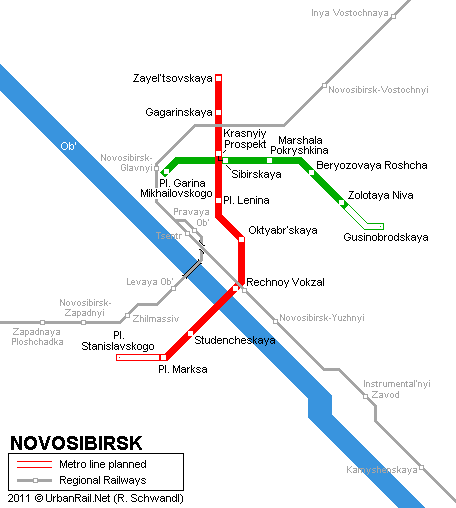 Inya Vostochnaya
Zayel'tsovskaya
Novosibirsk-Vostochnyi
Gagarinskaya
Krasnyiy
Prospekt
Marshala
Pokryshkina
Ob'
Novosibirsk-
Glavnyi
Beryozovaya Roshcha
Sibirskaya
Pl. Garina
Mikhailovskogo
Zolotaya Niva
Pl. Lenina
Pravaya
Ob'
Tsentr
Oktyabr'skaya
Gusinobrodskaya
Levaya Ob'
Rechnoy Vokzal
Novosibirsk-
Zapadnyi
Zhilmassiv
Novosibirsk-Yuzhnyi
Zapadnaya
Ploshchadka
Pl.
Stanislavskogo
Studencheskaya
Pl. Marksa
Instrumental'nyi
Zavod
NOVOSIBIRSK
Metro line planned
Kamyshenskaya
Regional Railways
2011 © UrbanRail.Net (R. Schwandl)